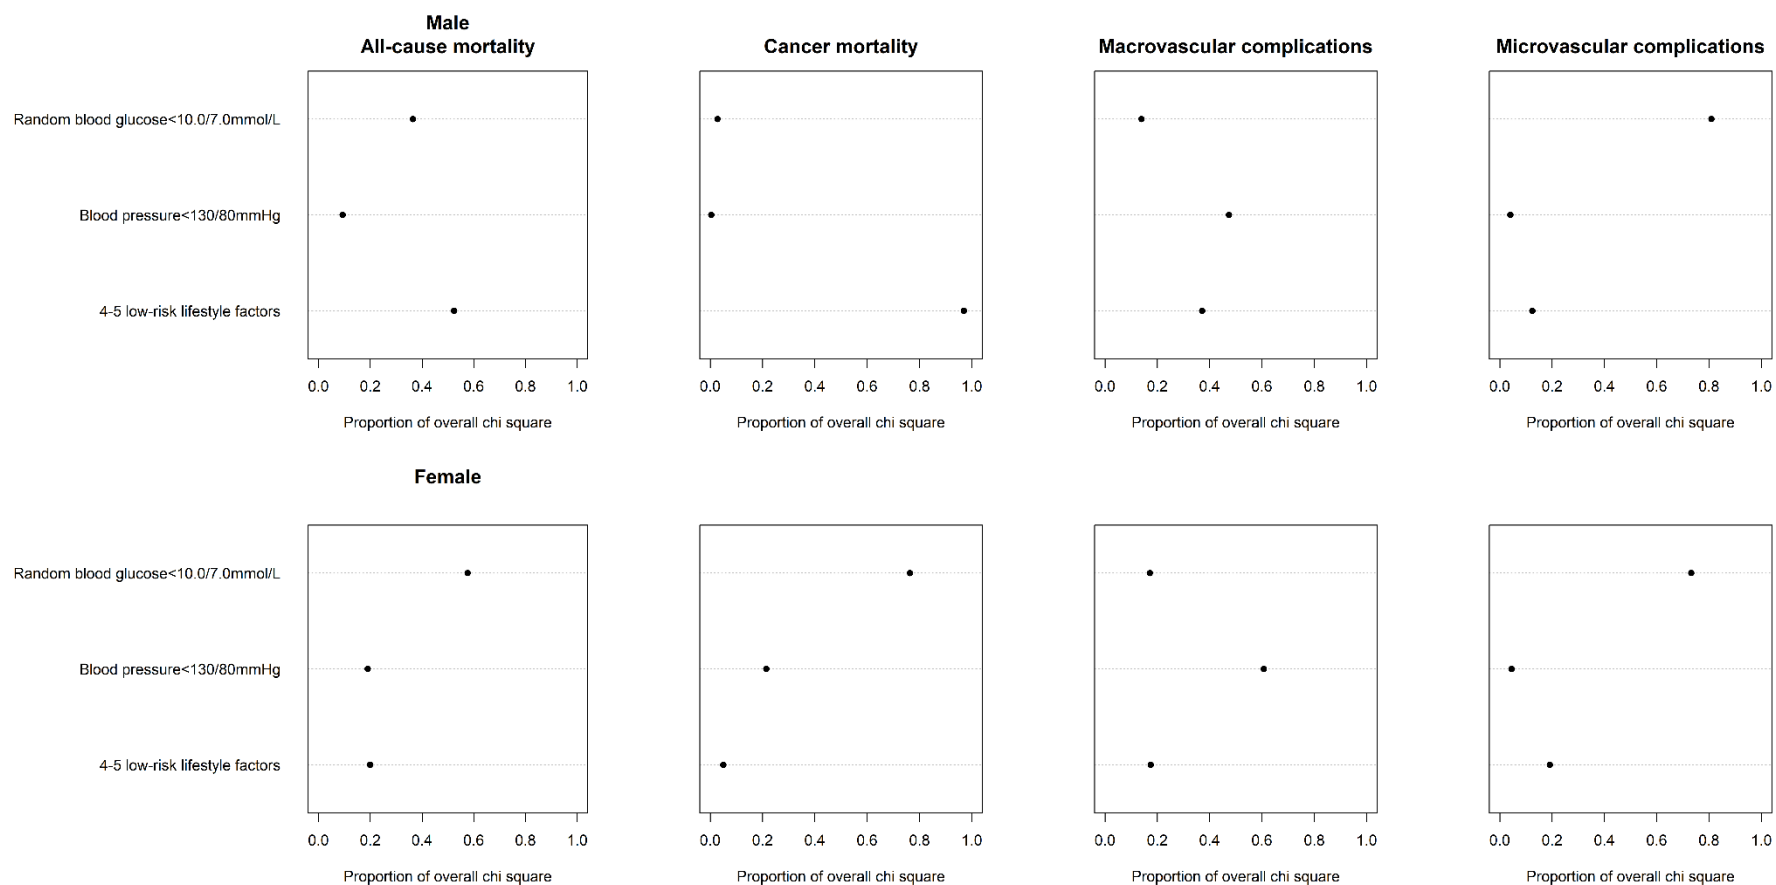 Male
All-cause mortality
Cancer mortality
Macrovascular complications
Microvascular complications
Random blood glucose<10.0/7.0mmol/L
Blood pressure<130/80mmHg
4-5 low-risk lifestyle factors
0.0 0.2 0.4 0.6 0.8 1.0
0.0 0.2 0.4 0.6 0.8 1.0
0.0 0.2 0.4 0.6 0.8 1.0
0.0 0.2 0.4 0.6 0.8 1.0
Proportion of overall chi square
Proportion of overall chi square
Proportion of overall chi square
Proportion of overall chi square
Female
Random blood glucose<10.0/7.0mmol/L
Blood pressure<130/80mmHg
4-5 low-risk lifestyle factors
0.0 0.2 0.4 0.6 0.8 1.0
0.0 0.2 0.4 0.6 0.8 1.0
0.0 0.2 0.4 0.6 0.8 1.0
0.0 0.2 0.4 0.6 0.8 1.0
Proportion of overall chi square
Proportion of overall chi square
Proportion of overall chi square
Proportion of overall chi square